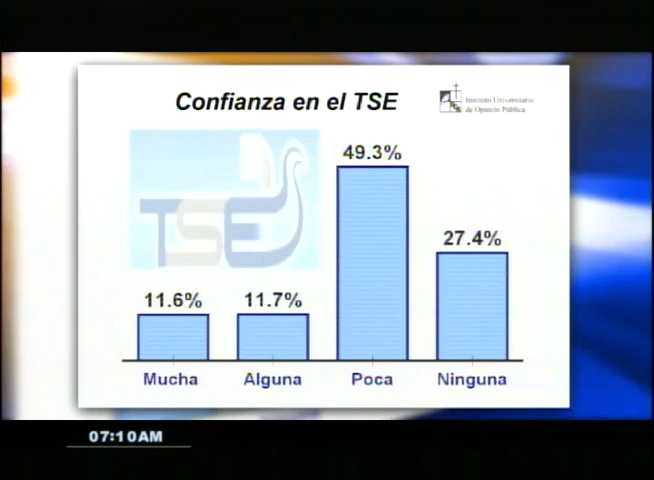 Confianza en el TSE
Instituto Universitario
de Opinión Pública
TSE
49.3%
27.4%
11.6%
11.7%
Mucha
Alguna
Poca
Ninguna
07:10AM